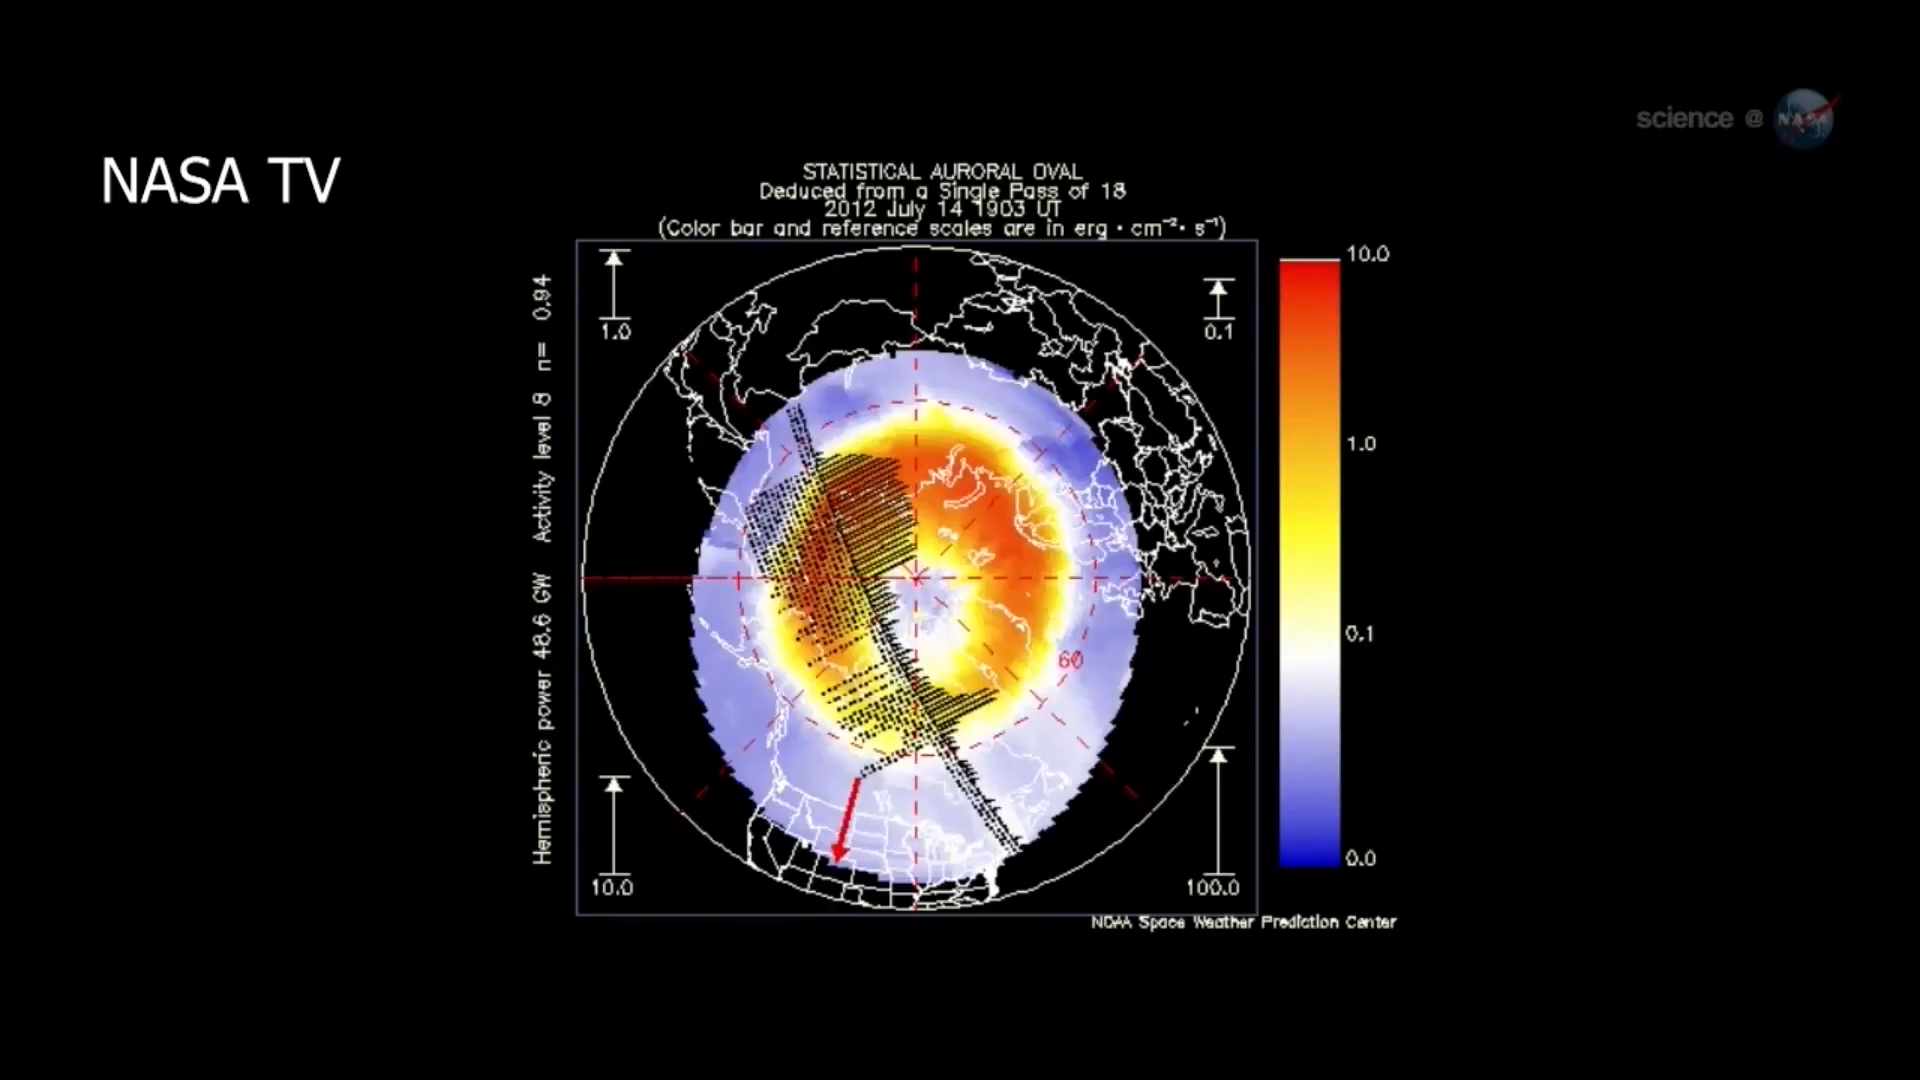 science @ NASA
NASA TV
STATISTICAL AURORAL OVAL
Deduced from a Single Pass of 18
2012 July 14 1903 UT
(Color bar and reference scales are in erg · cm⁻²· s⁻¹)
Hemispheric power 48.6 GW Activity level 8 n= 0.94
1.0
0.1
10.0
100.0
60
10.0
1.0
0.1
0.0
NOAA Space Weather Prediction Center